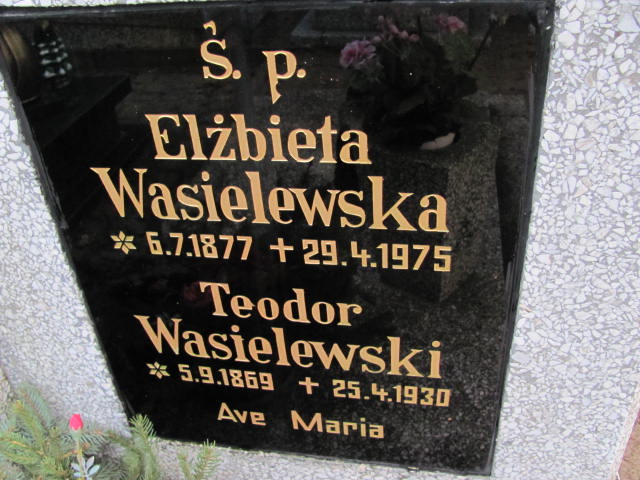 Ś. p.
Elżbieta
Wasielewska
* 6.7.1877 + 29.4.1975
Teodor
Wasielewski
* 5.9.1869 + 25.4.1930
Ave Maria